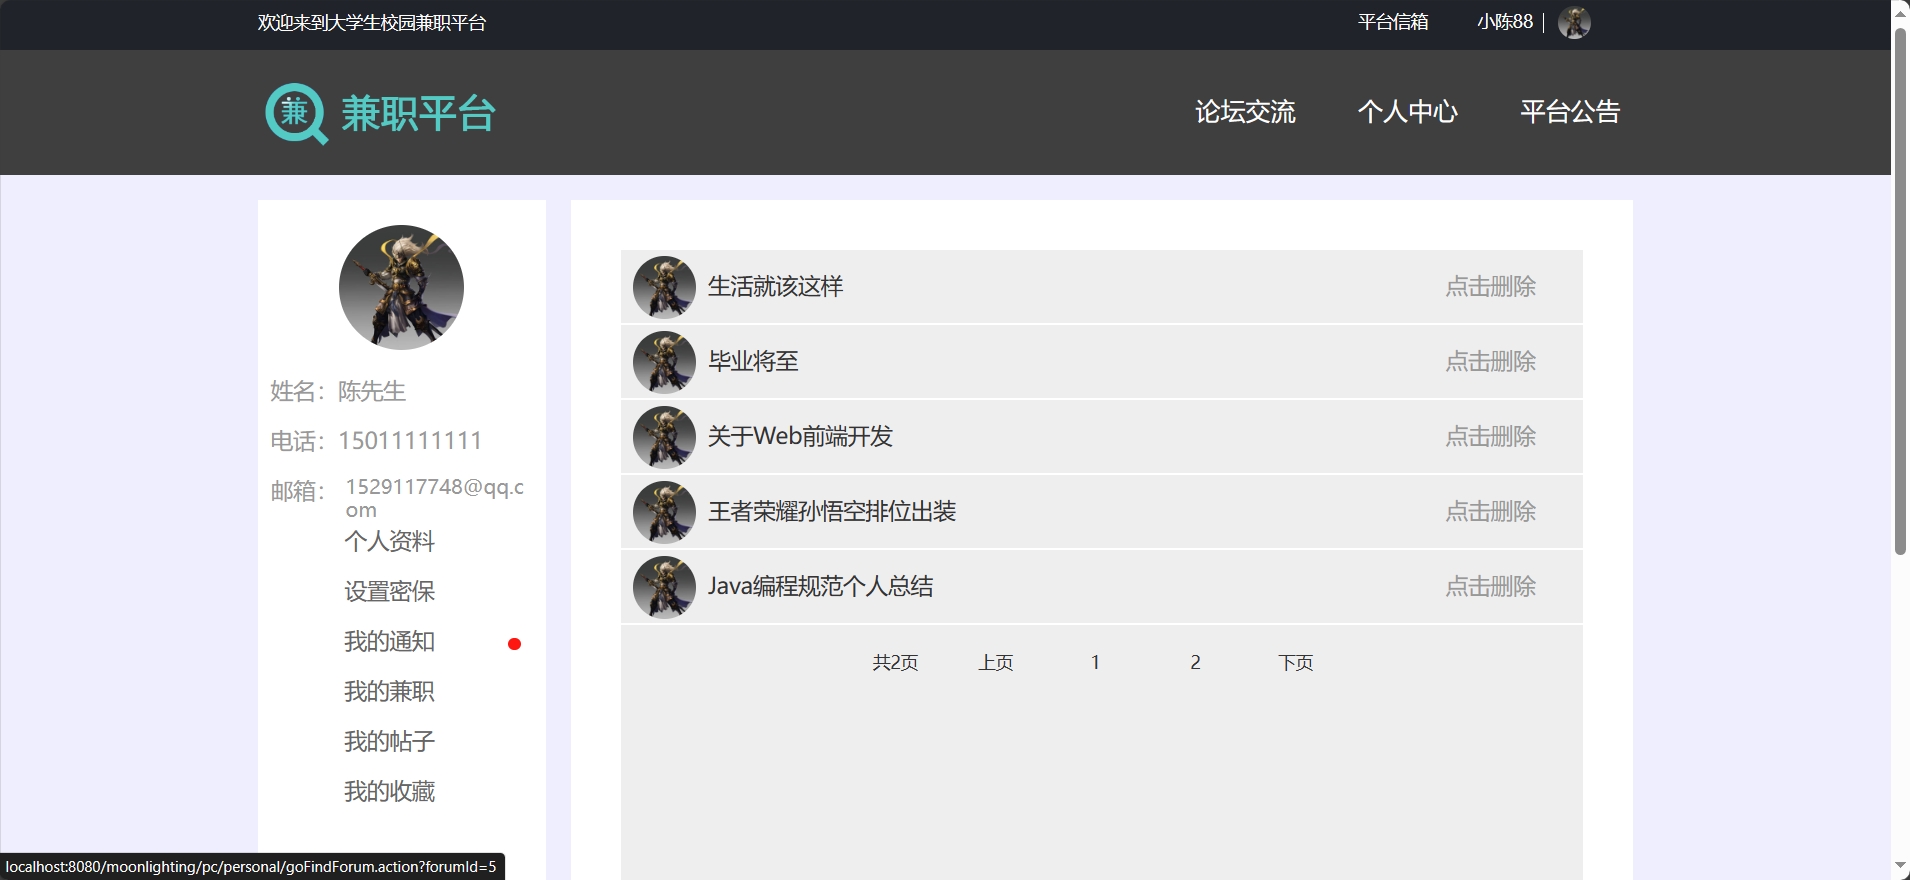 欢迎来到大学生校园兼职平台
平台信箱 小陈88
兼 兼职平台
论坛交流 个人中心 平台公告
姓名：陈先生
电话：15011111111
邮箱：1529117748@qq.c
om
个人资料
设置密保
我的通知
我的兼职
我的帖子
我的收藏
生活就该这样 点击删除
毕业将至 点击删除
关于Web前端开发 点击删除
王者荣耀孙悟空排位出装 点击删除
Java编程规范个人总结 点击删除
共2页 上页 1 2 下页
localhost:8080/moonlighting/pc/personal/goFindForum.action?forumId=5